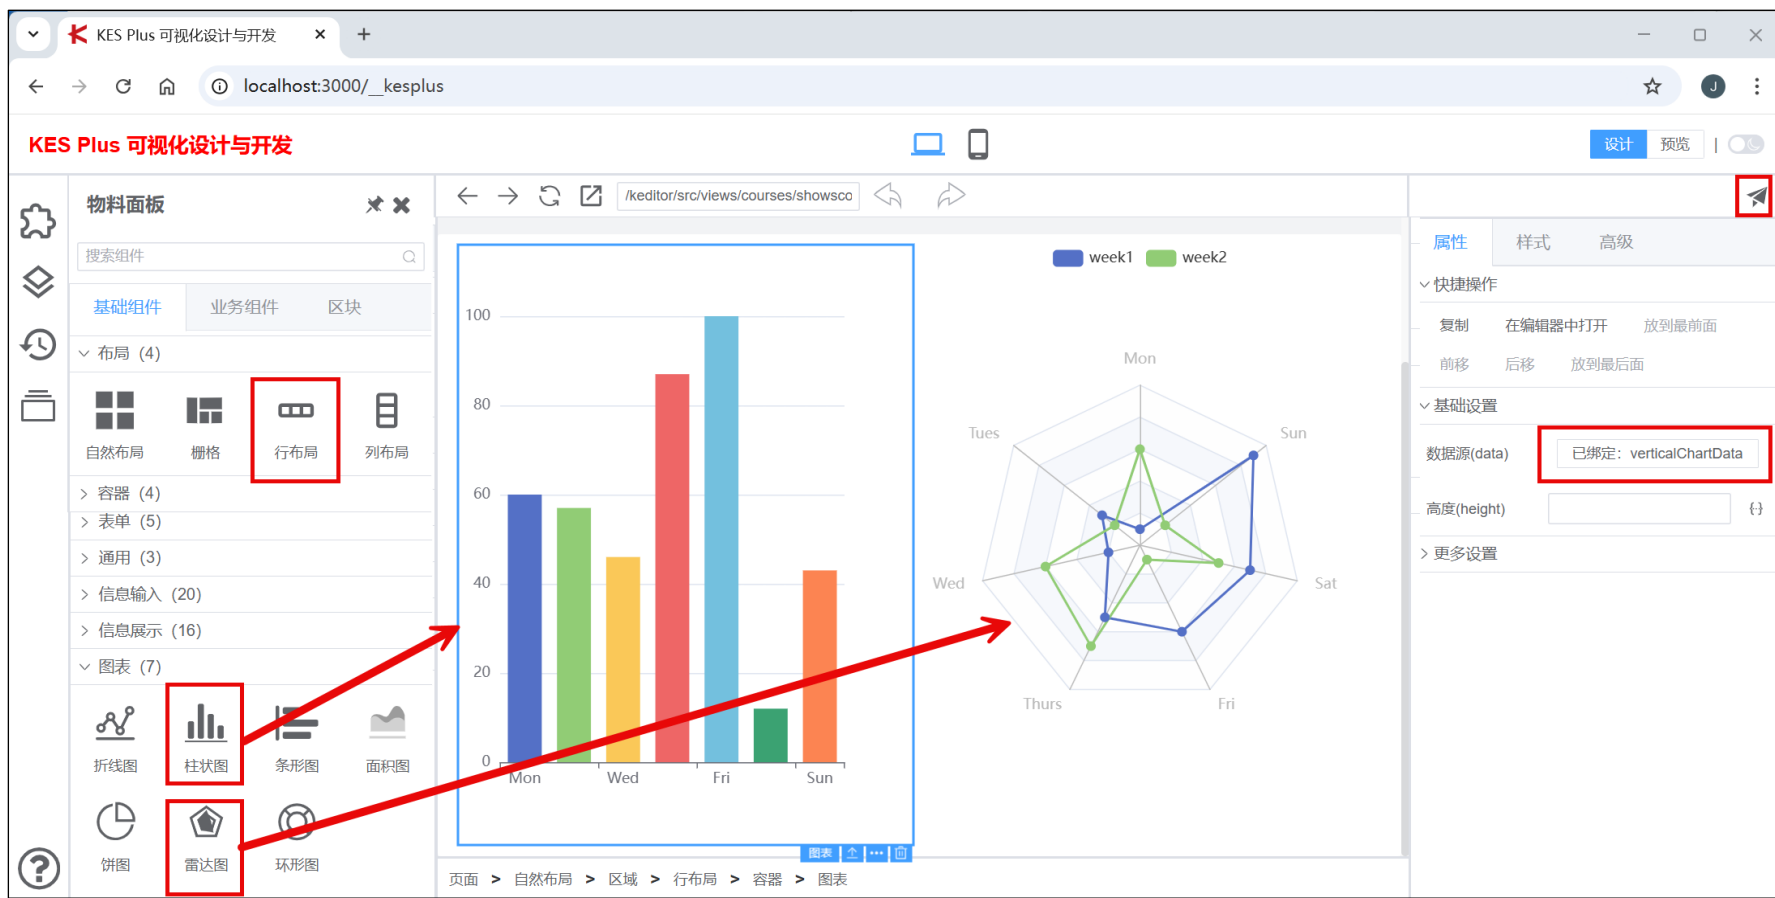 KES Plus 可视化设计与开发
localhost:3000/__kesplus
J
KES Plus 可视化设计与开发
设计 预览
物料面板
搜索组件
基础组件 业务组件 区块
布局 (4)
自然布局 栅格 行布局 列布局
容器 (4)
表单 (5)
通用 (3)
信息输入 (20)
信息展示 (16)
图表 (7)
折线图 柱状图 条形图 面积图
饼图 雷达图 环形图
/keditor/src/views/courses/showsco
100
80
60
40
20
0
Mon Wed Fri Sun
week1 week2
Mon
Tues Sun
Wed Sat
Thurs Fri
图表
页面 > 自然布局 > 区域 > 行布局 > 容器 > 图表
属性 样式 高级
快捷操作
复制 在编辑器中打开 放到最前面
前移 后移 放到最后面
基础设置
数据源(data) 已绑定：verticalChartData
高度(height) {·}
更多设置